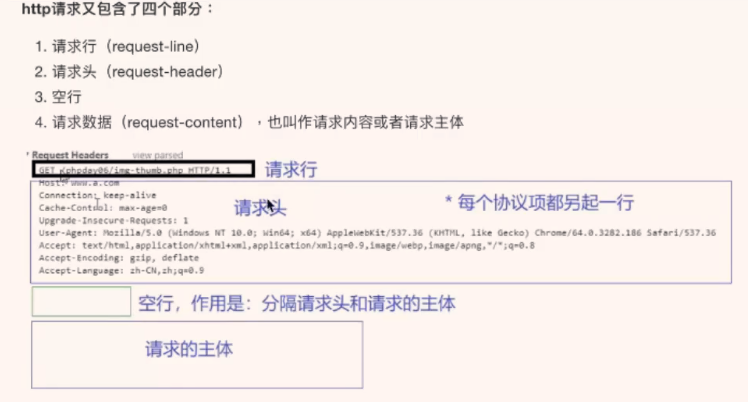 http请求又包含了四个部分：
1. 请求行（request-line）
2. 请求头（request-header）
3. 空行
4. 请求数据（request-content），也叫作请求内容或者请求主体
Request Headers view parsed
GET /phpday06/img-thumb.php HTTP/1.1 请求行
Host: www.a.com
Connection: keep-alive
Cache-Control: max-age=0
请求头 * 每个协议项都另起一行
Upgrade-Insecure-Requests: 1
User-Agent: Mozilla/5.0 (Windows NT 10.0; Win64; x64) AppleWebKit/537.36 (KHTML, like Gecko) Chrome/64.0.3282.186 Safari/537.36
Accept: text/html,application/xhtml+xml,application/xml;q=0.9,image/webp,image/apng,*/*;q=0.8
Accept-Encoding: gzip, deflate
Accept-Language: zh-CN,zh;q=0.9
空行，作用是：分隔请求头和请求的主体
请求的主体